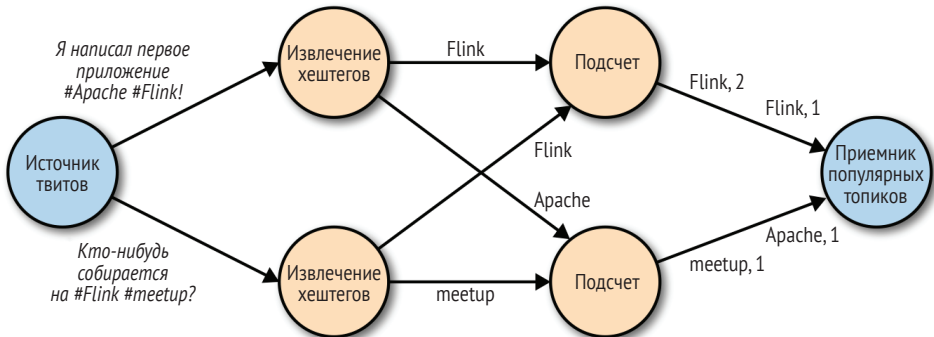 Я написал первое
приложение
#Apache #Flink!
Источник
твитов
Кто-нибудь
собирается
на #Flink #meetup?
Извлечение
хештегов
Извлечение
хештегов
Flink
Flink
Apache
meetup
Подсчет
Подсчет
Flink, 2
Flink, 1
Apache, 1
meetup, 1
Приемник
популярных
топиков